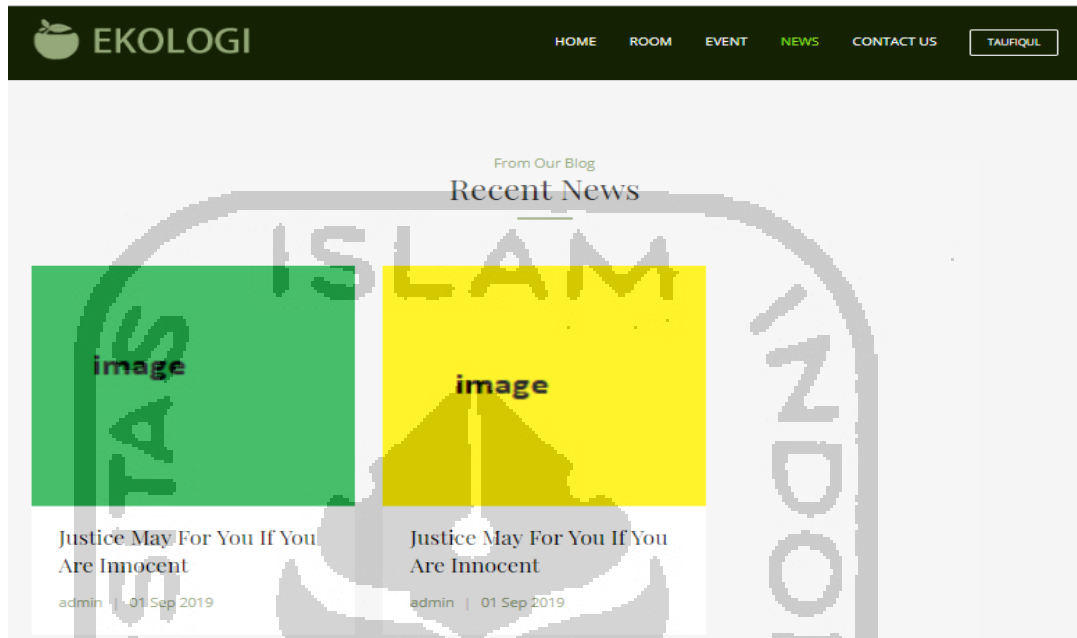 EKOLOGI
HOME ROOM EVENT NEWS CONTACT US TAUFIQUL
From Our Blog
Recent News
ISLAM
INDO
SITAS
image
image
Justice May For You If You
Are Innocent
admin | 01 Sep 2019
Justice May For You If You
Are Innocent
admin | 01 Sep 2019